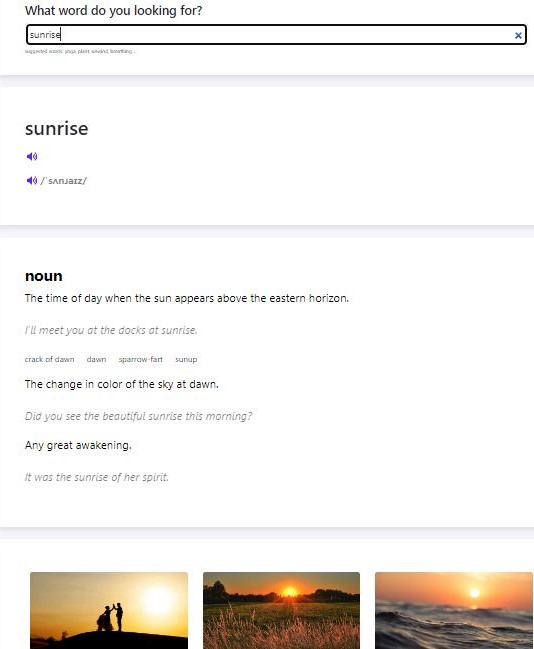 What word do you looking for?
sunrise
suggested words: yoga, plant, unwind, breathing...
sunrise
/ˈsʌnɹaɪz/
noun
The time of day when the sun appears above the eastern horizon.
I'll meet you at the docks at sunrise.
crack of dawn dawn sparrow-fart sunup
The change in color of the sky at dawn.
Did you see the beautiful sunrise this morning?
Any great awakening.
It was the sunrise of her spirit.